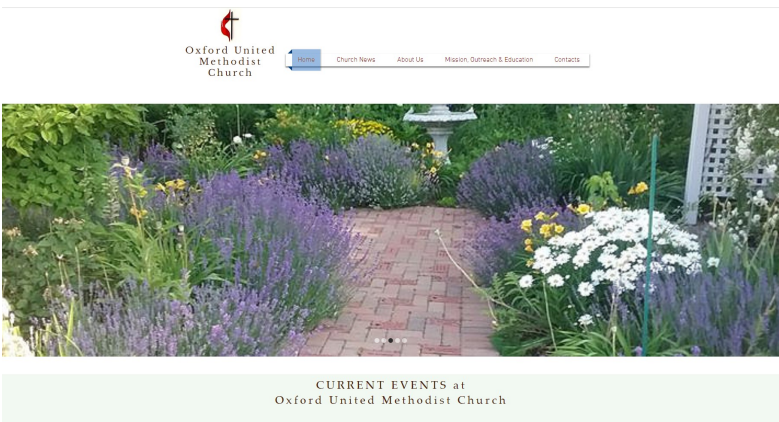 Oxford United
Methodist
Church
Home Church News About Us Mission, Outreach & Education Contacts
CURRENT EVENTS at
Oxford United Methodist Church